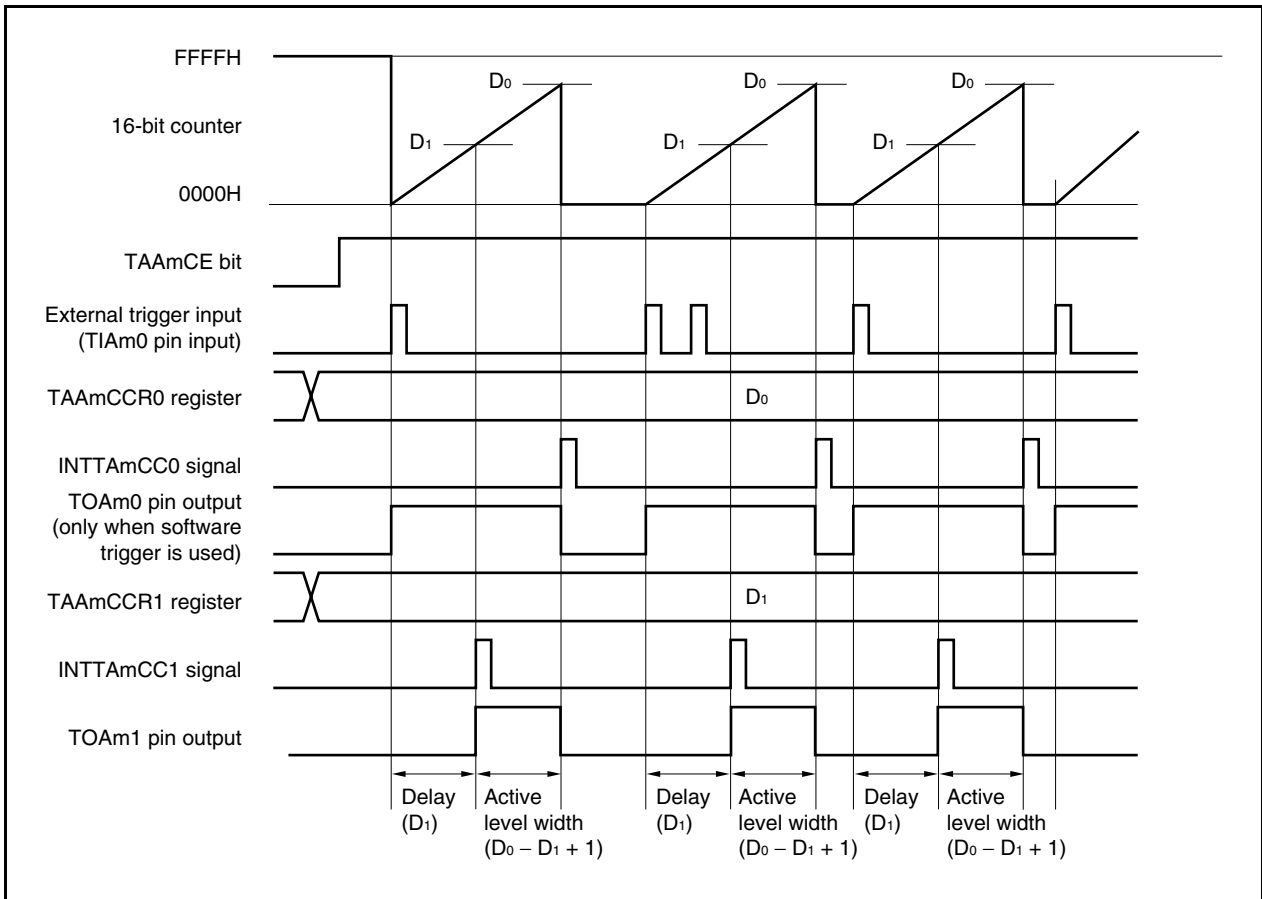 FFFFH
D₀
D₀
D₀
16-bit counter
D₁
D₁
D₁
0000H
TAAmCE bit
External trigger input
(TIAm0 pin input)
TAAmCCR0 register
D₀
INTTAmCC0 signal
TOAm0 pin output
(only when software
trigger is used)
TAAmCCR1 register
D₁
INTTAmCC1 signal
TOAm1 pin output
Delay
(D₁)
Active
level width
(D₀ − D₁ + 1)
Delay
(D₁)
Active
level width
(D₀ − D₁ + 1)
Delay
(D₁)
Active
level width
(D₀ − D₁ + 1)